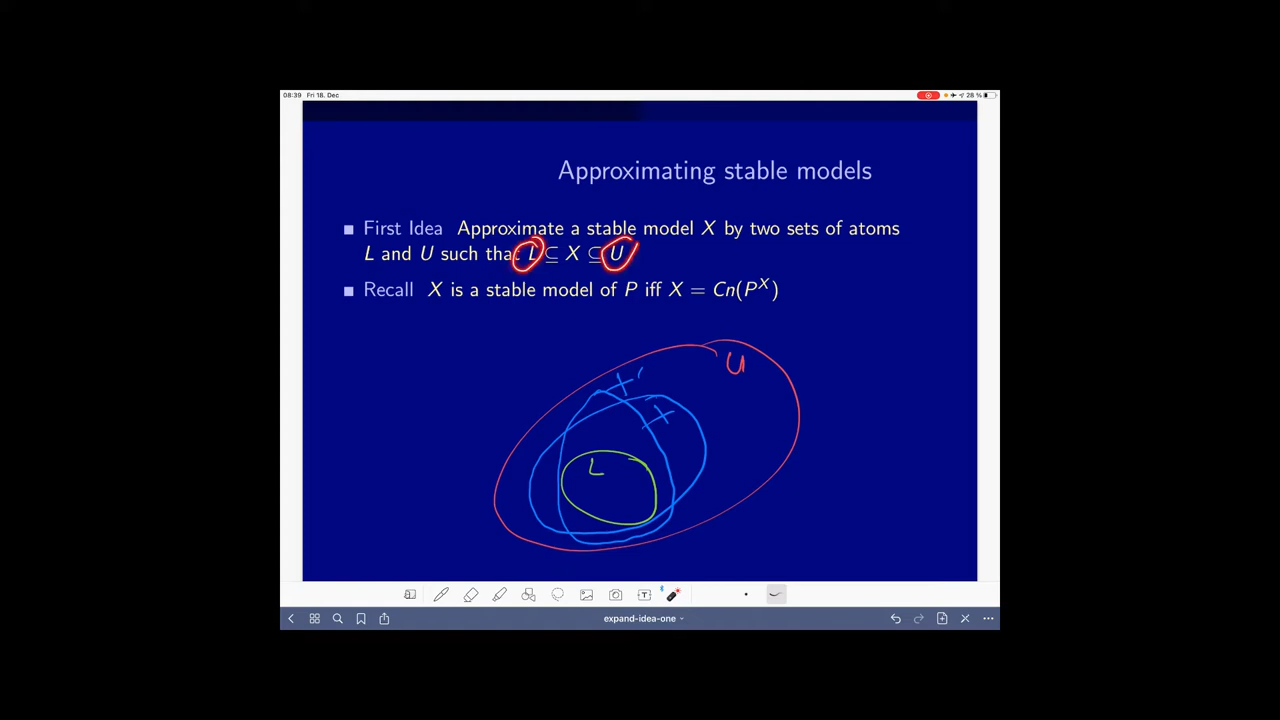 08:39 Fri 18. Dec
28 %
Approximating stable models
First Idea Approximate a stable model X by two sets of atoms
L and U such that L ⊆ X ⊆ U
Recall X is a stable model of P iff X = Cn(P^X)
U
X'
X
L
T
expand-idea-one